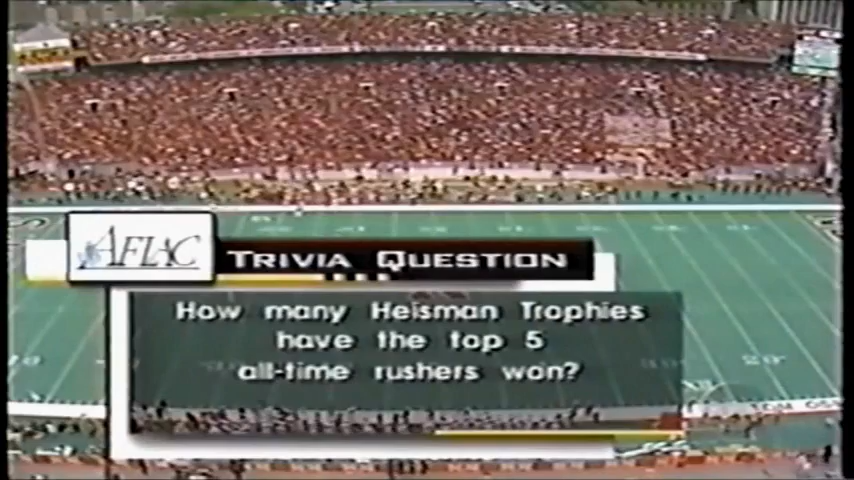 AFLAC
TRIVIA QUESTION
How many Heisman Trophies
have the top 5
all-time rushers won?